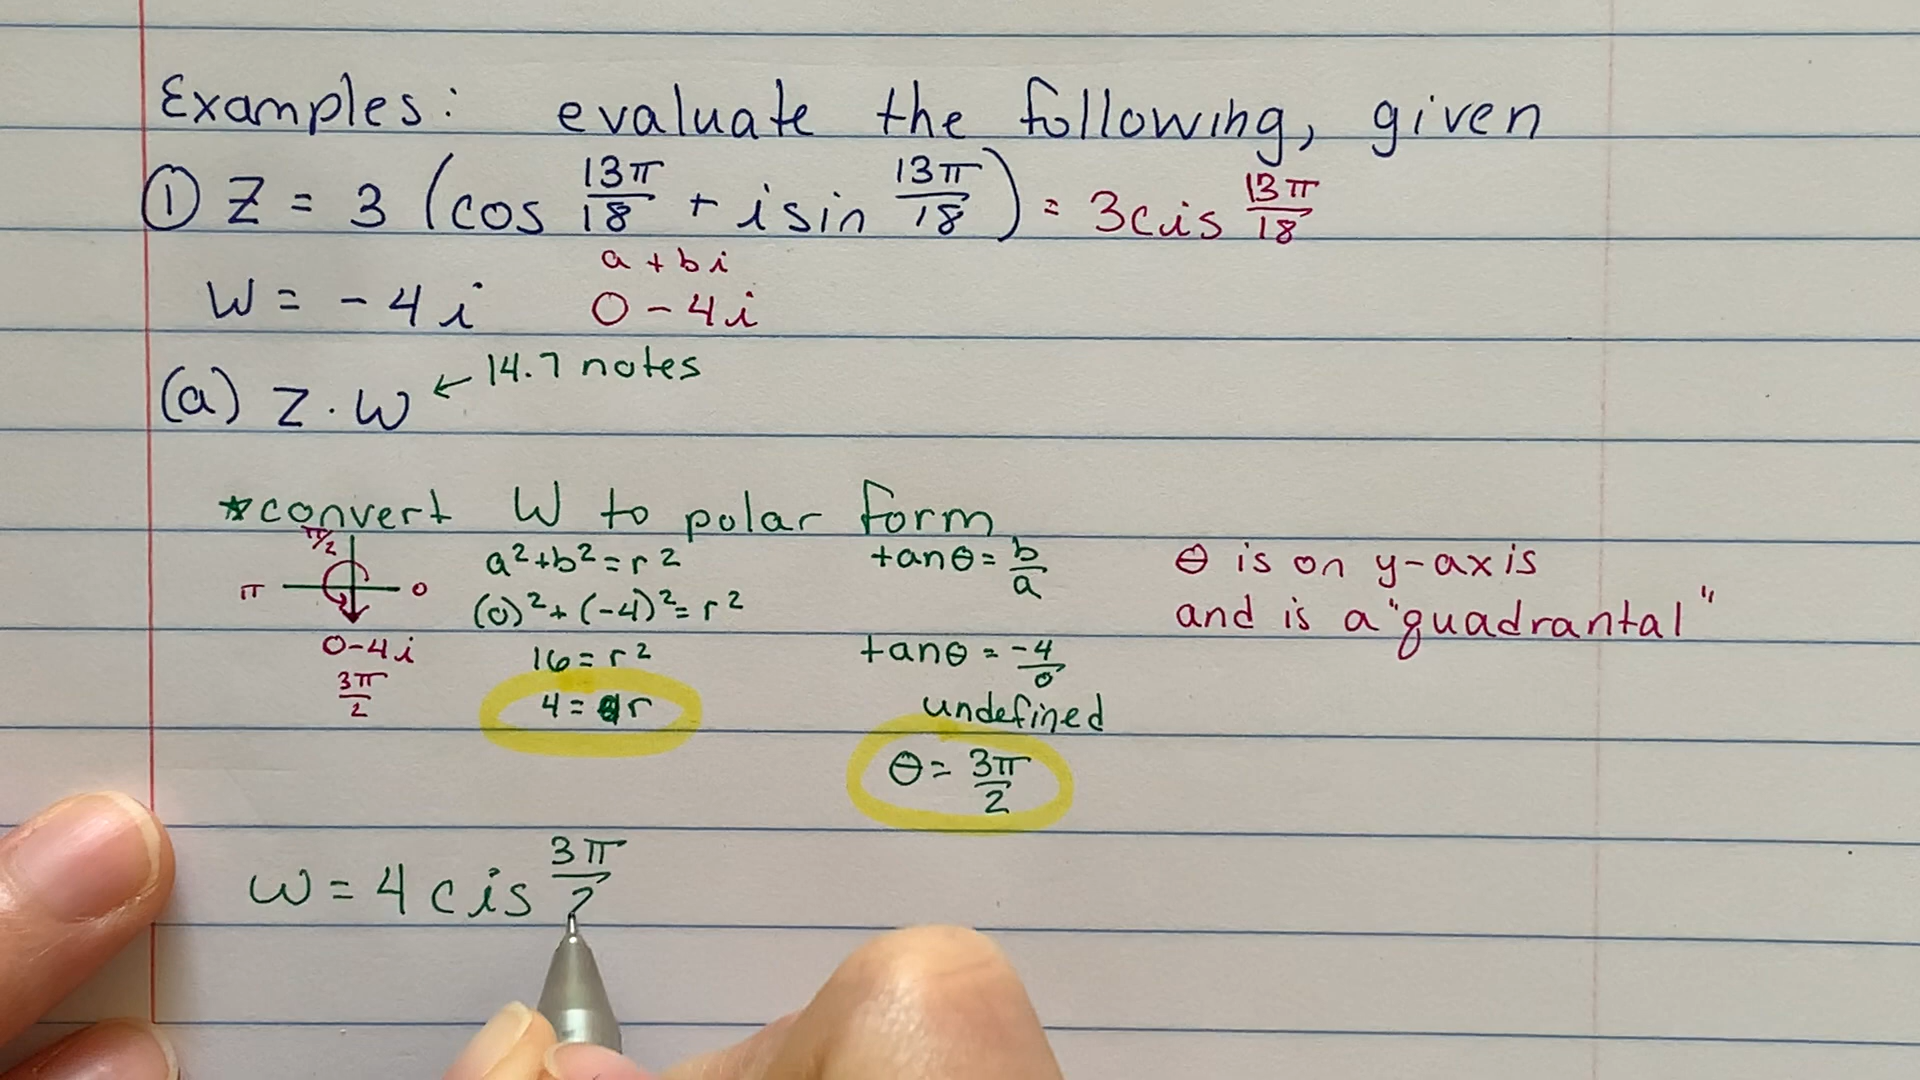 Examples: evaluate the following, given
① Z = 3 (cos 13π/18 + i sin 13π/18) = 3cis 13π/18
a + bi
W = -4i 0 - 4i
(a) Z · W ← 14.7 notes
*convert W to polar form
π/2
π 0
0-4i
3π/2
a²+b²=r²
(0)²+(-4)²=r²
16=r²
4=r
tanθ=b/a
tanθ=-4/0
undefined
θ=3π/2
θ is on y-axis
and is a "quadrantal"
W=4cis 3π/2